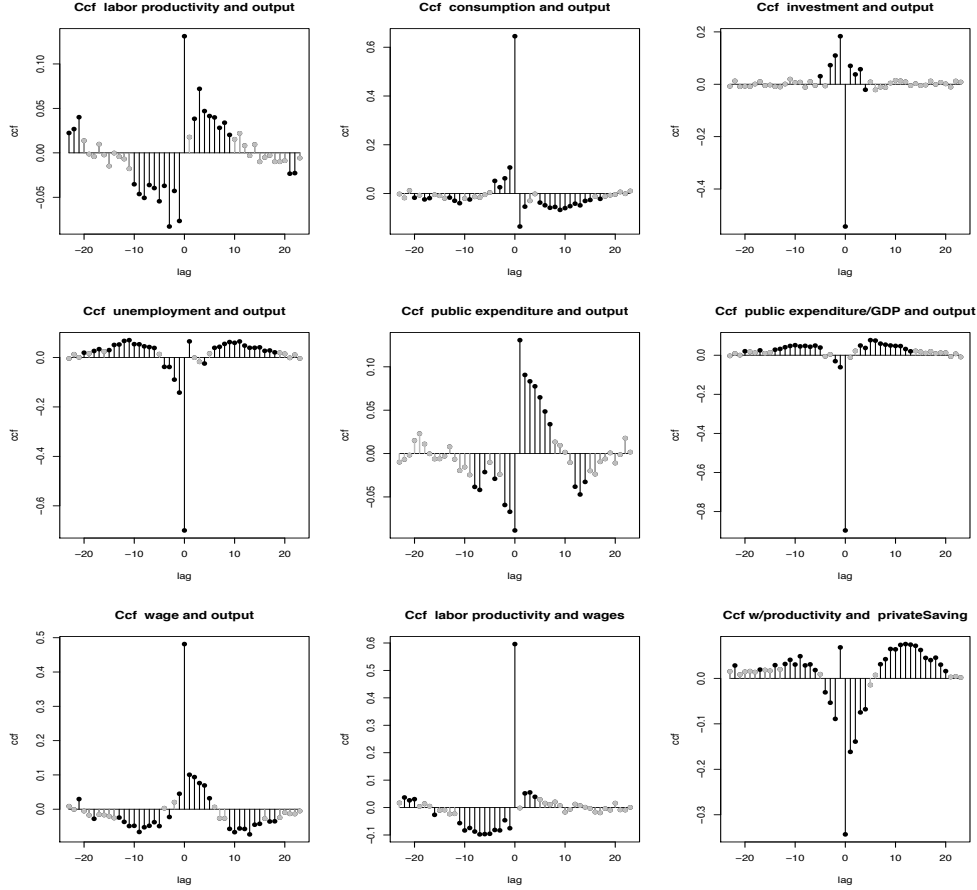 Ccf labor productivity and output
Ccf consumption and output
Ccf investment and output
ccf
0.10
0.05
0.00
−0.05
−20 −10 0 10 20
lag
ccf
0.6
0.4
0.2
0.0
−20 −10 0 10 20
lag
ccf
0.2
0.0
−0.2
−0.4
−20 −10 0 10 20
lag
Ccf unemployment and output
Ccf public expenditure and output
Ccf public expenditure/GDP and output
ccf
0.0
−0.2
−0.4
−0.6
−20 −10 0 10 20
lag
ccf
0.10
0.05
0.00
−0.05
−20 −10 0 10 20
lag
ccf
0.0
−0.2
−0.4
−0.6
−0.8
−20 −10 0 10 20
lag
Ccf wage and output
Ccf labor productivity and wages
Ccf w/productivity and privateSaving
ccf
0.5
0.4
0.3
0.2
0.1
0.0
−20 −10 0 10 20
lag
ccf
0.6
0.5
0.4
0.3
0.2
0.1
0.0
−0.1
−20 −10 0 10 20
lag
ccf
0.0
−0.1
−0.2
−0.3
−20 −10 0 10 20
lag